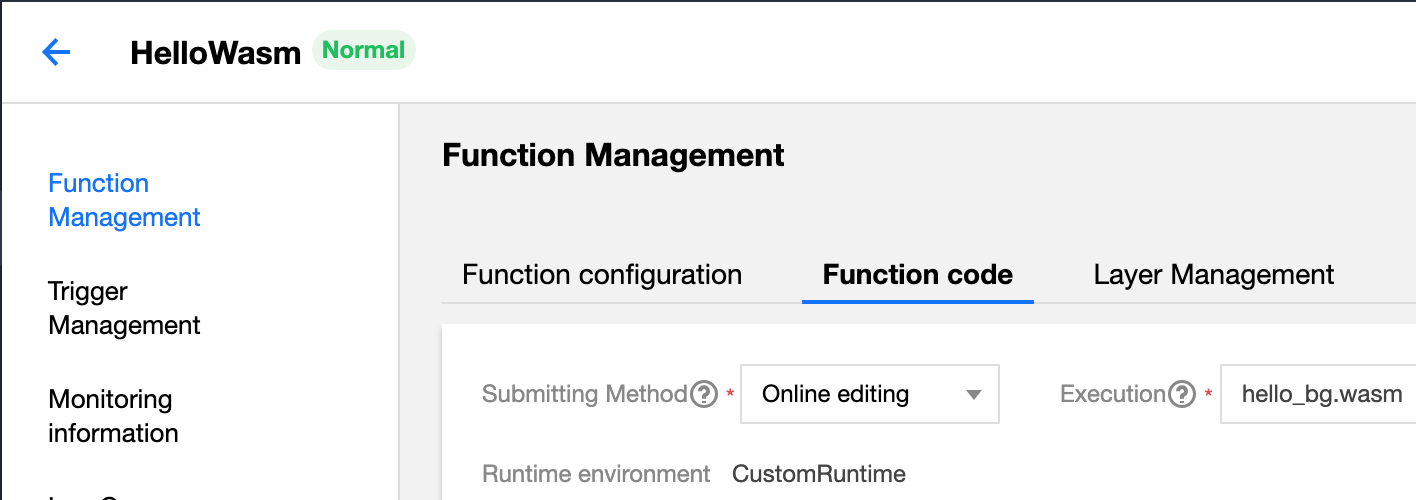 HelloWasm Normal
Function
Management
Trigger
Management
Monitoring
information
Function Management
Function configuration Function code Layer Management
Submitting Method ? * Online editing Execution ? * hello_bg.wasm
Runtime environment CustomRuntime